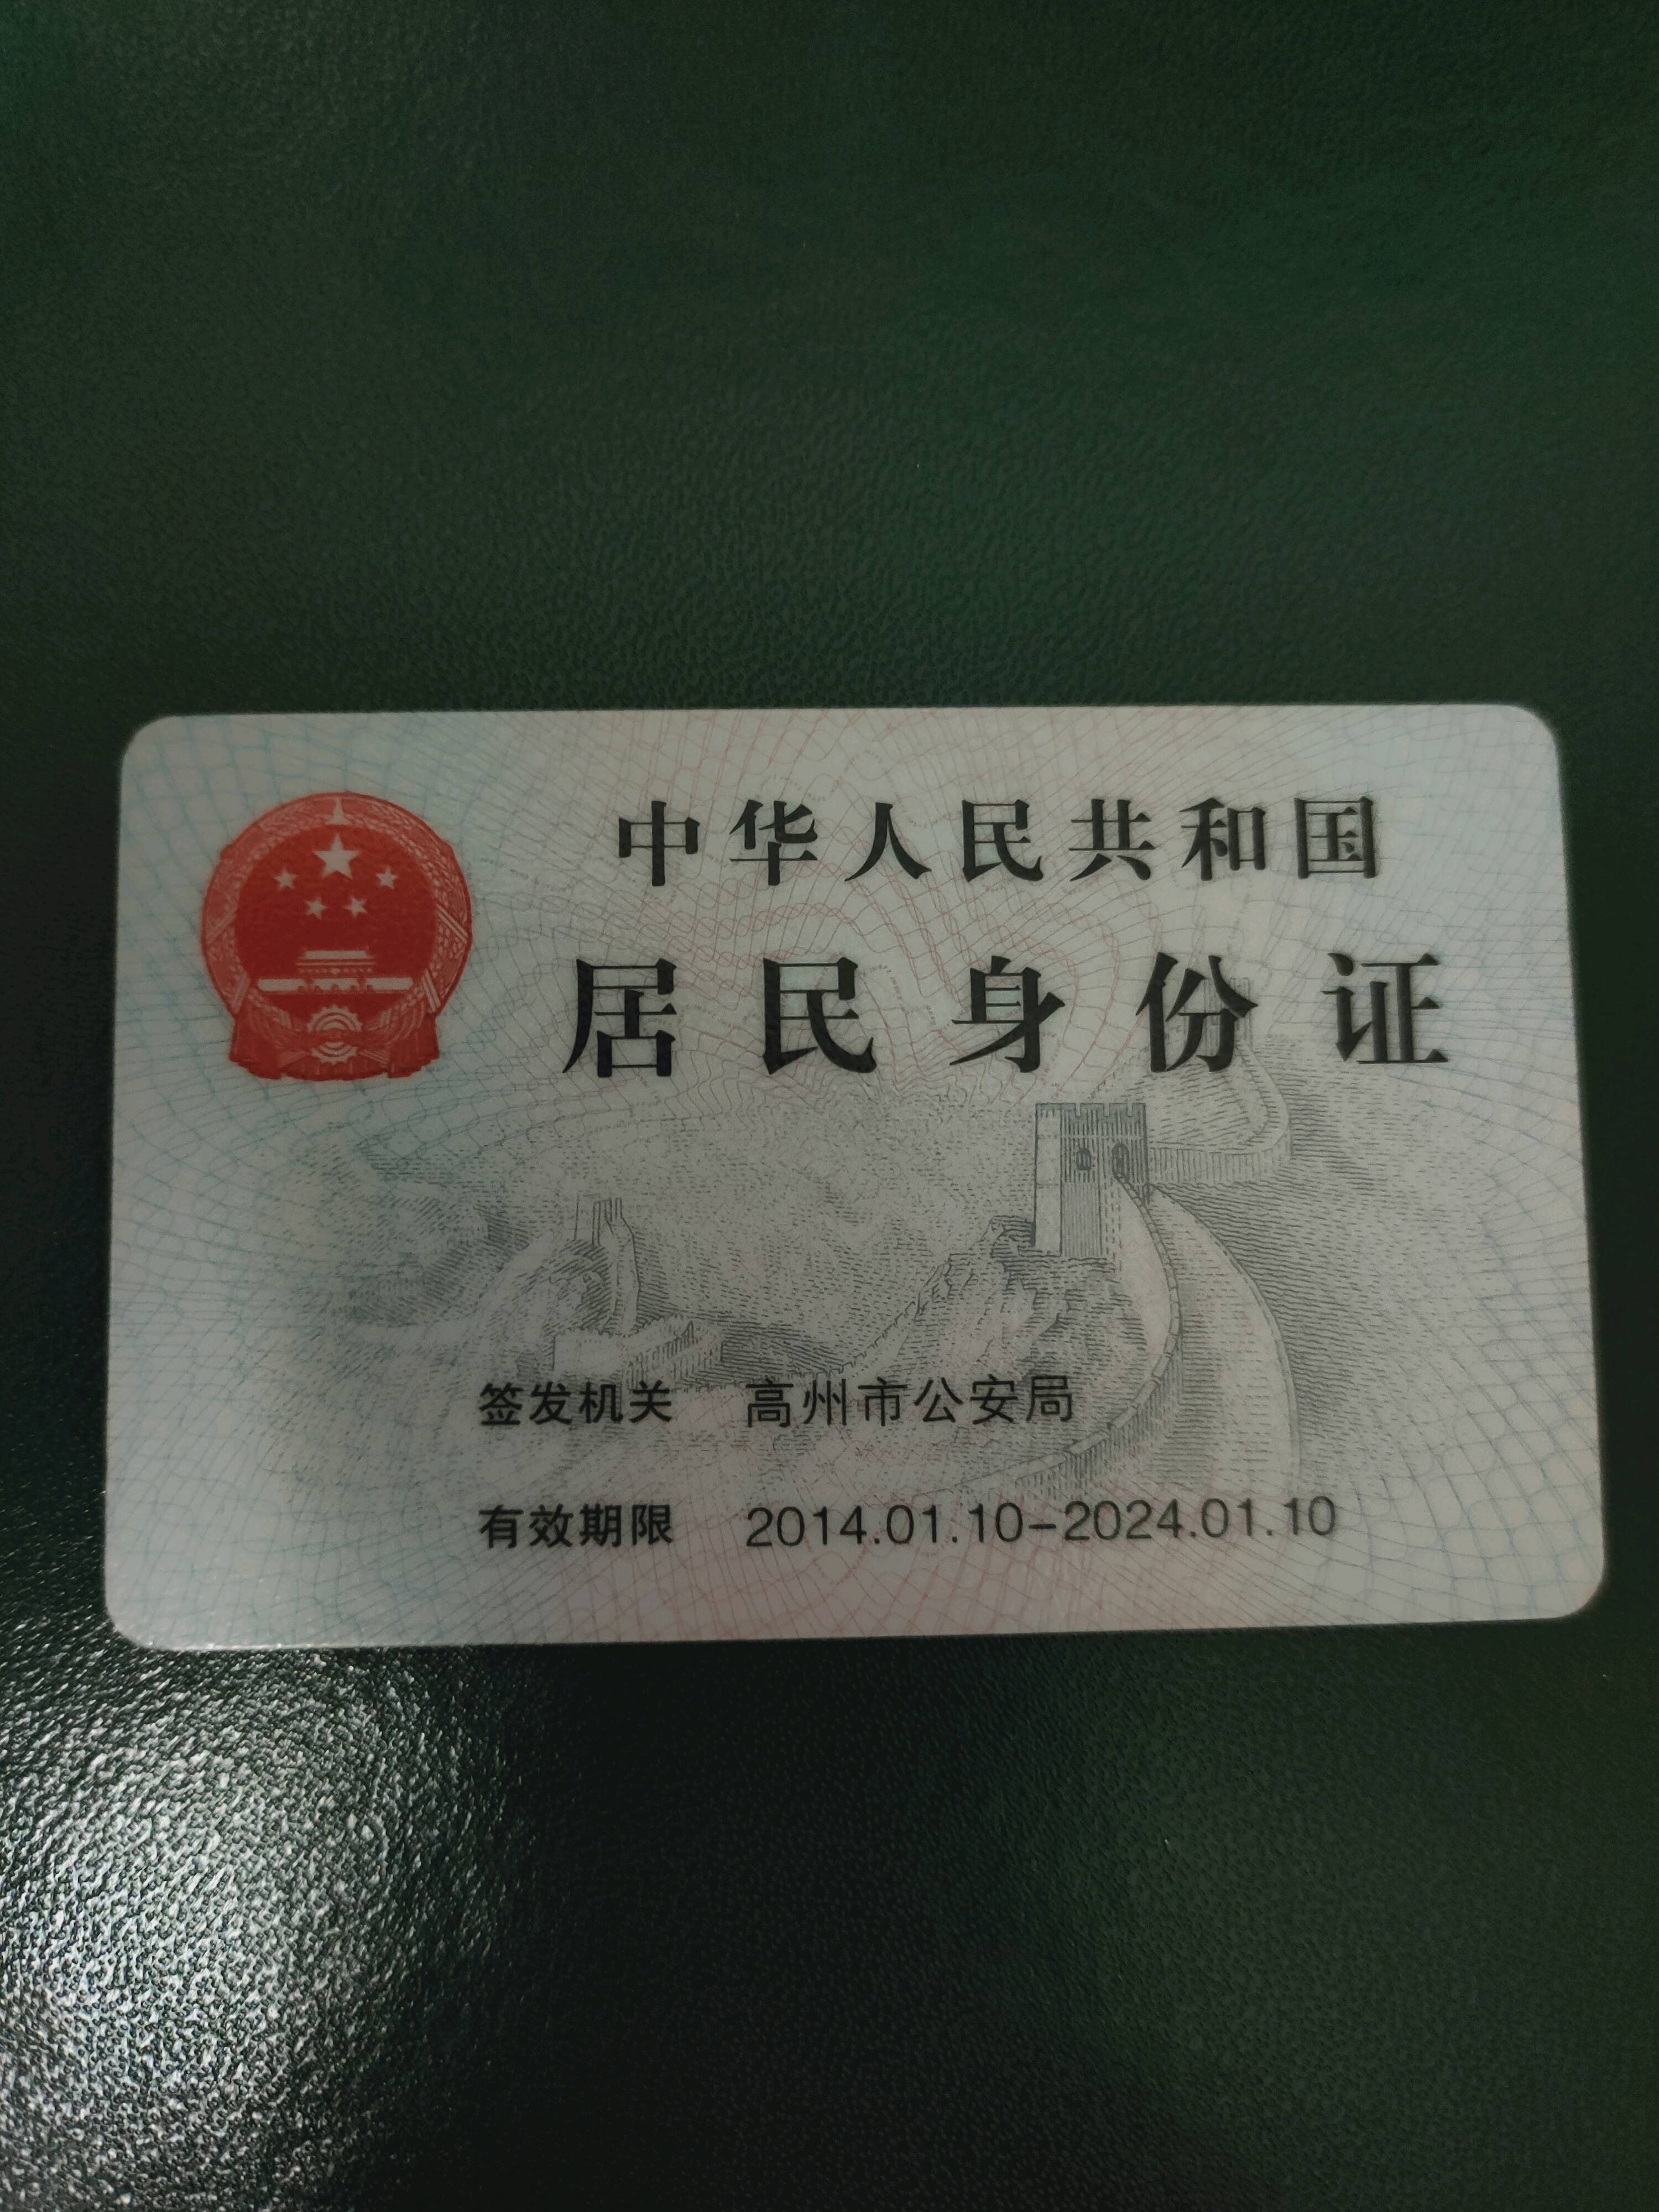 中华人民共和国
居民身份证
签发机关 高州市公安局
有效期限 2014.01.10-2024.01.10